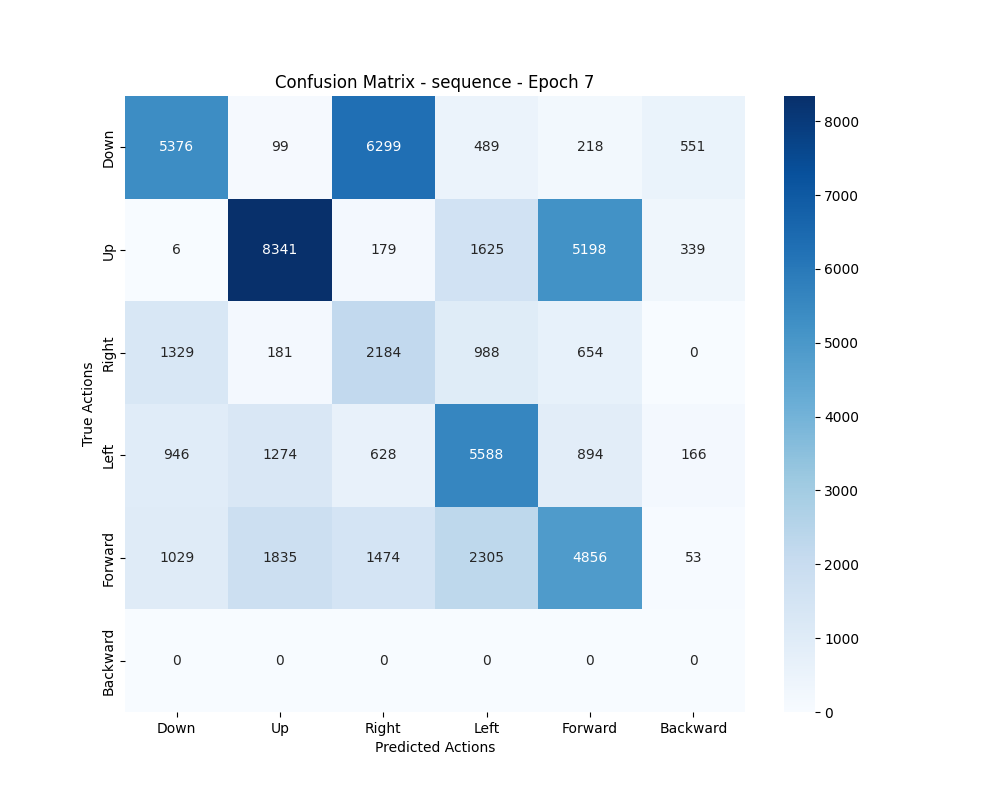 Confusion Matrix - sequence - Epoch 7
True Actions
Down 5376 99 6299 489 218 551
Up 6 8341 179 1625 5198 339
Right 1329 181 2184 988 654 0
Left 946 1274 628 5588 894 166
Forward 1029 1835 1474 2305 4856 53
Backward 0 0 0 0 0 0
Down Up Right Left Forward Backward
Predicted Actions
8000
7000
6000
5000
4000
3000
2000
1000
0